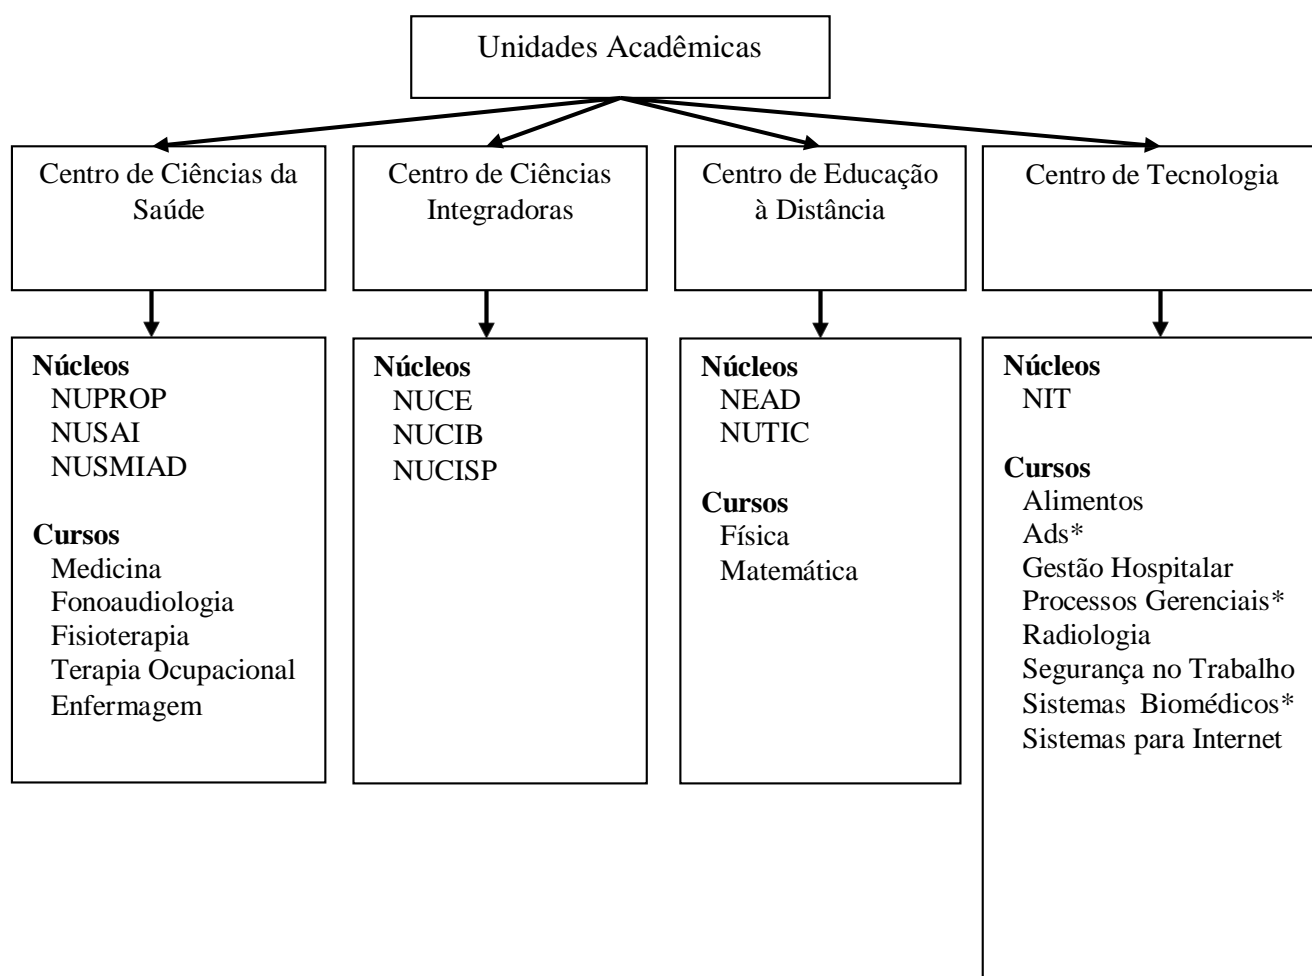 Unidades Acadêmicas
Centro de Ciências da
Saúde
Centro de Ciências
Integradoras
Centro de Educação
à Distância
Centro de Tecnologia
Núcleos
NUPROP
NUSAI
NUSMIAD
Cursos
Medicina
Fonoaudiologia
Fisioterapia
Terapia Ocupacional
Enfermagem
Núcleos
NUCE
NUCIB
NUCISP
Núcleos
NEAD
NUTIC
Cursos
Física
Matemática
Núcleos
NIT
Cursos
Alimentos
Ads*
Gestão Hospitalar
Processos Gerenciais*
Radiologia
Segurança no Trabalho
Sistemas  Biomédicos*
Sistemas para Internet